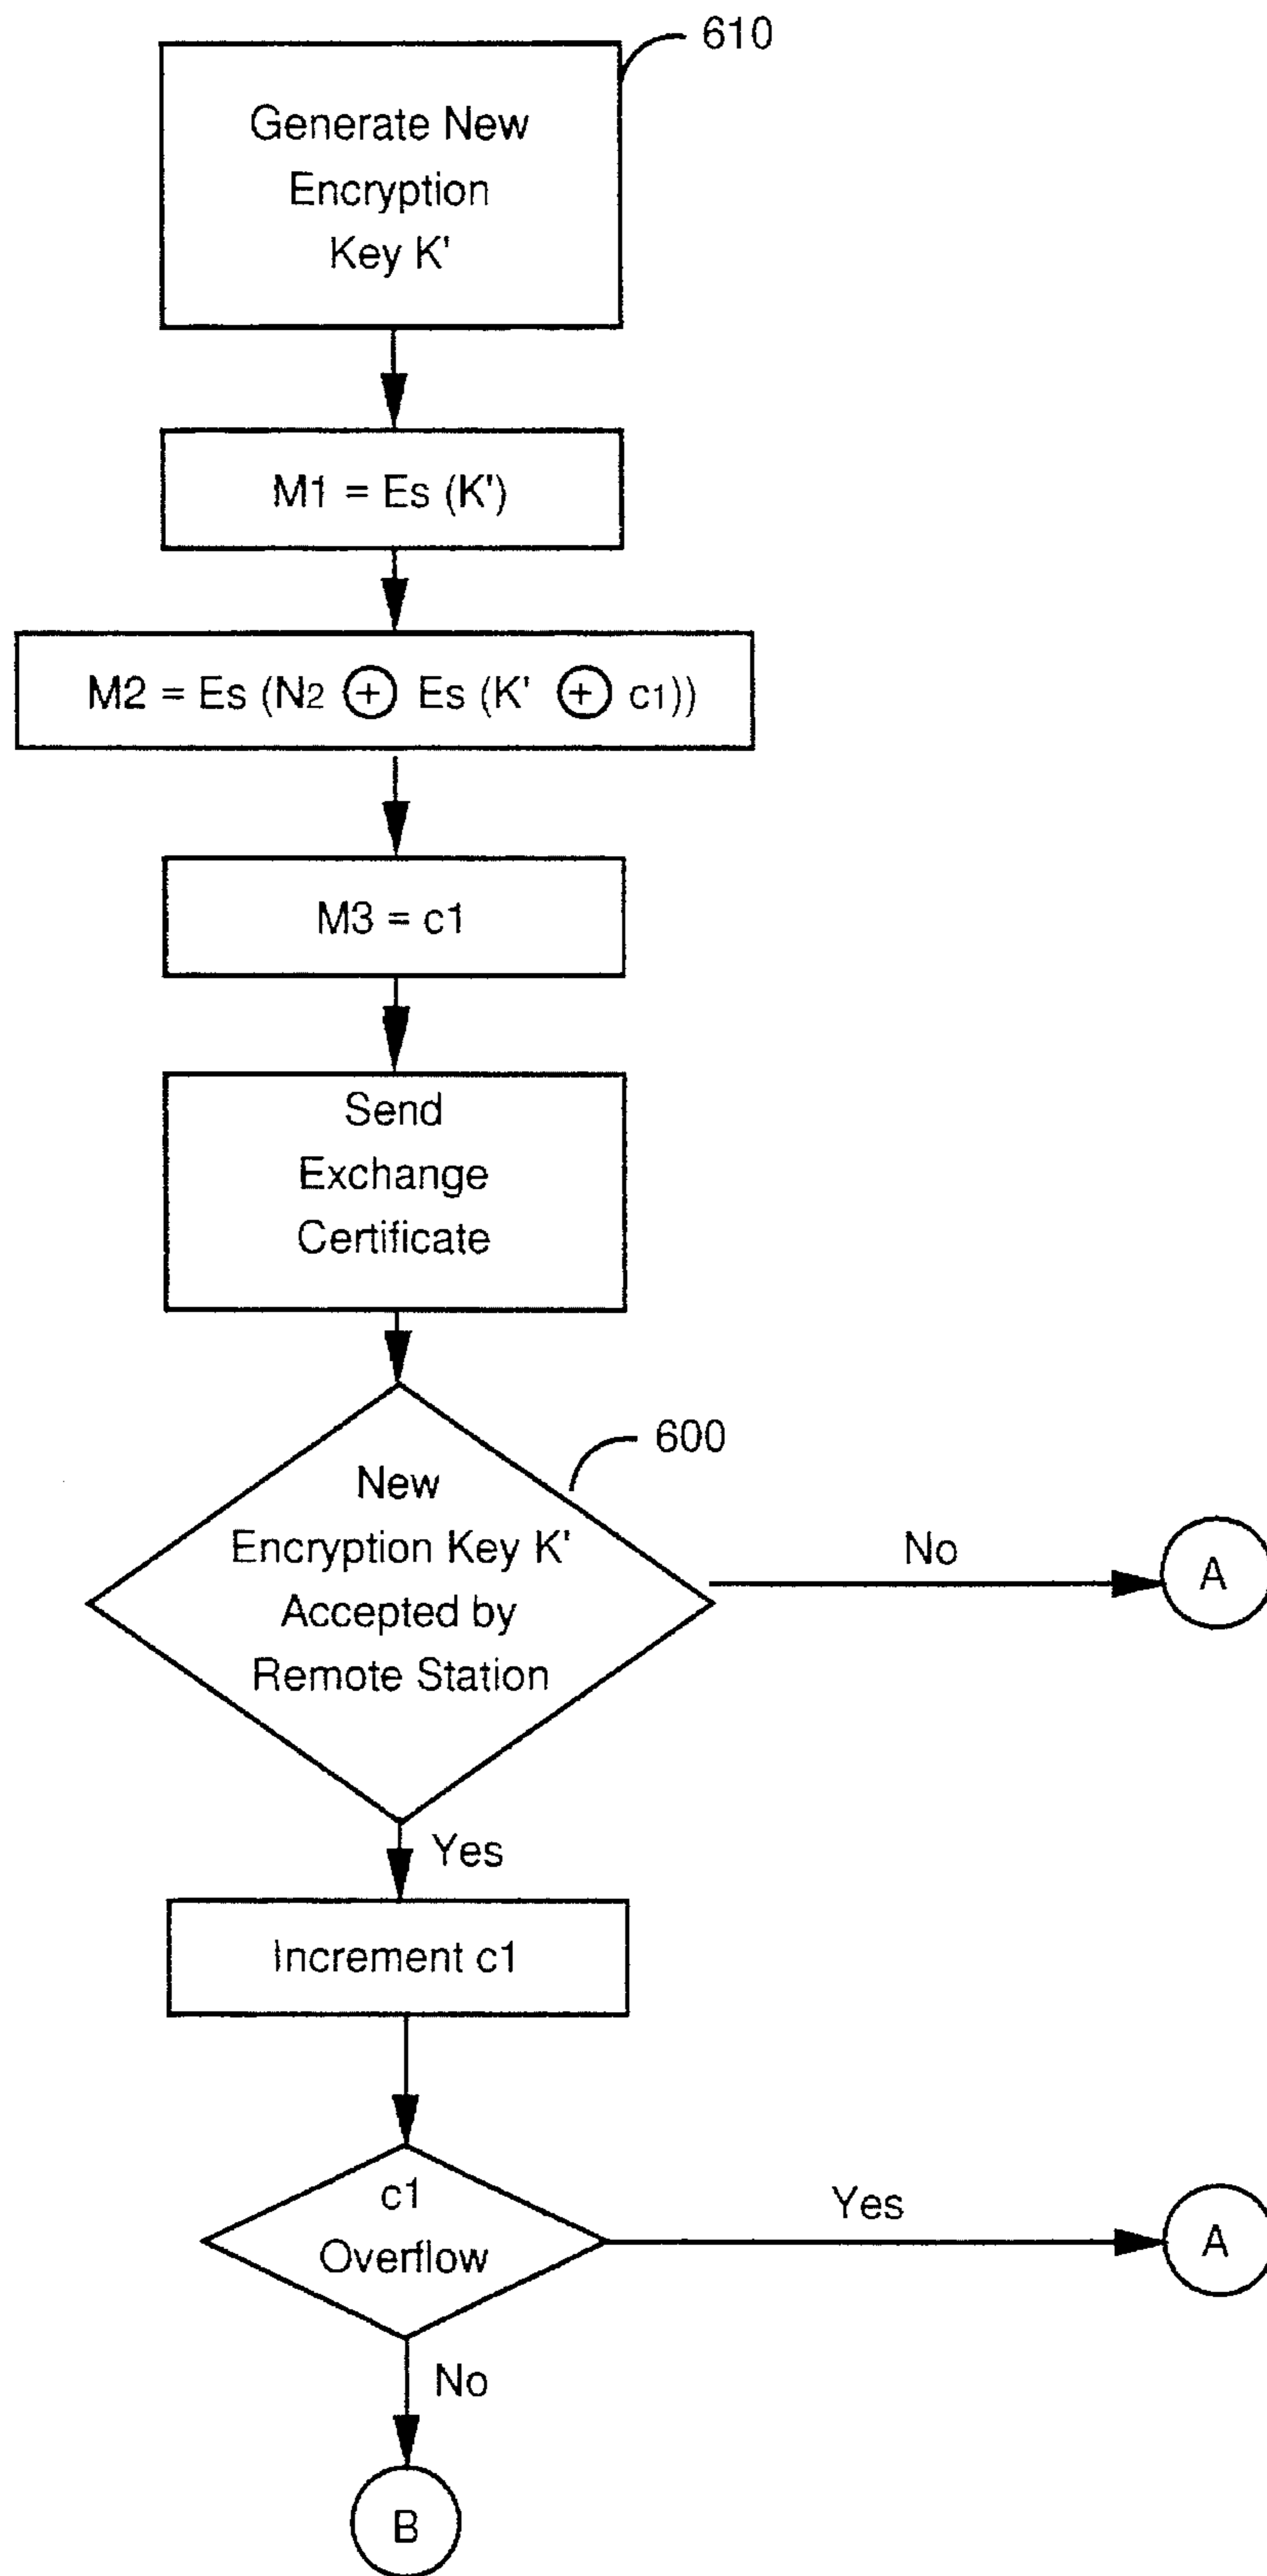 610
Generate New
Encryption
Key K'
M1 = Es (K')
M2 = Es (N2 ⊕ Es (K' ⊕ c1))
M3 = c1
Send
Exchange
Certificate
600
New
Encryption Key K'
Accepted by
Remote Station
No
A
Yes
Increment c1
c1
Overflow
Yes
A
No
B